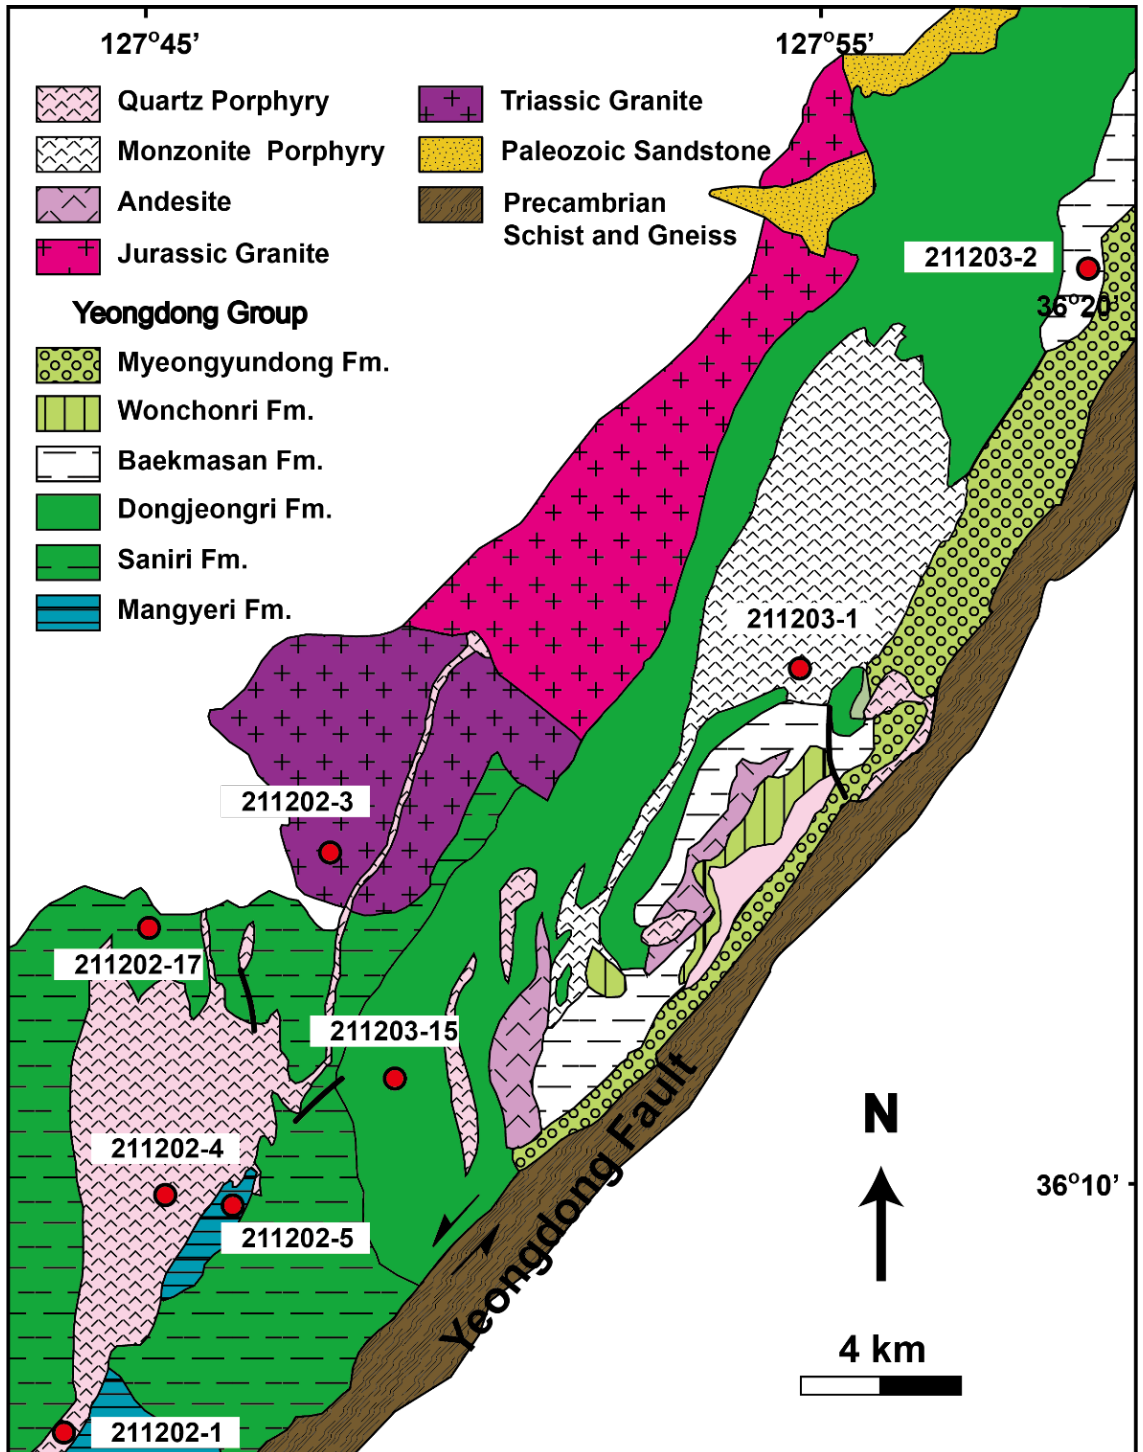 127°45’
127°55’
Quartz Porphyry
Monzonite Porphyry
Andesite
Jurassic Granite
Triassic Granite
Paleozoic Sandstone
Precambrian
Schist and Gneiss
Yeongdong Group
Myeongyundong Fm.
Wonchonri Fm.
Baekmasan Fm.
Dongjeongri Fm.
Saniri Fm.
Mangyeri Fm.
211203-2
36°20’
211203-1
211202-3
211202-17
211203-15
211202-4
211202-5
211202-1
Yeongdong Fault
N
36°10’
4 km